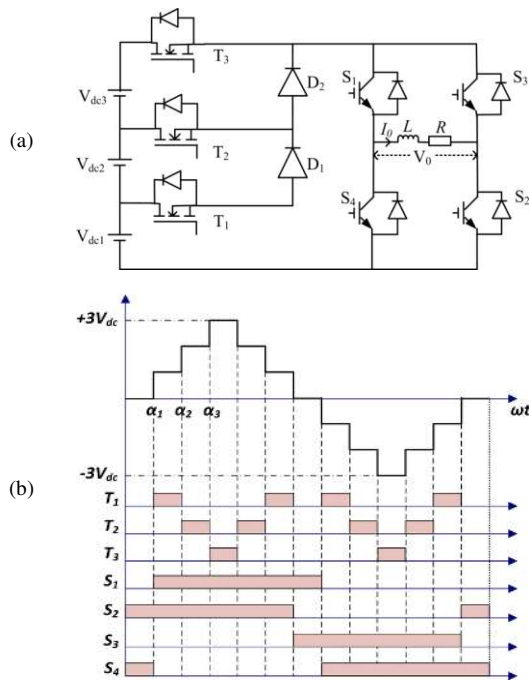 (a)
T3
S1
S3
D2
Vdc3
I0 L R
T2
V0
Vdc2
D1
S4
S2
T1
Vdc1
+3Vdc
α1 α2 α3 ωt
-3Vdc
(b)
T1
T2
T3
S1
S2
S3
S4